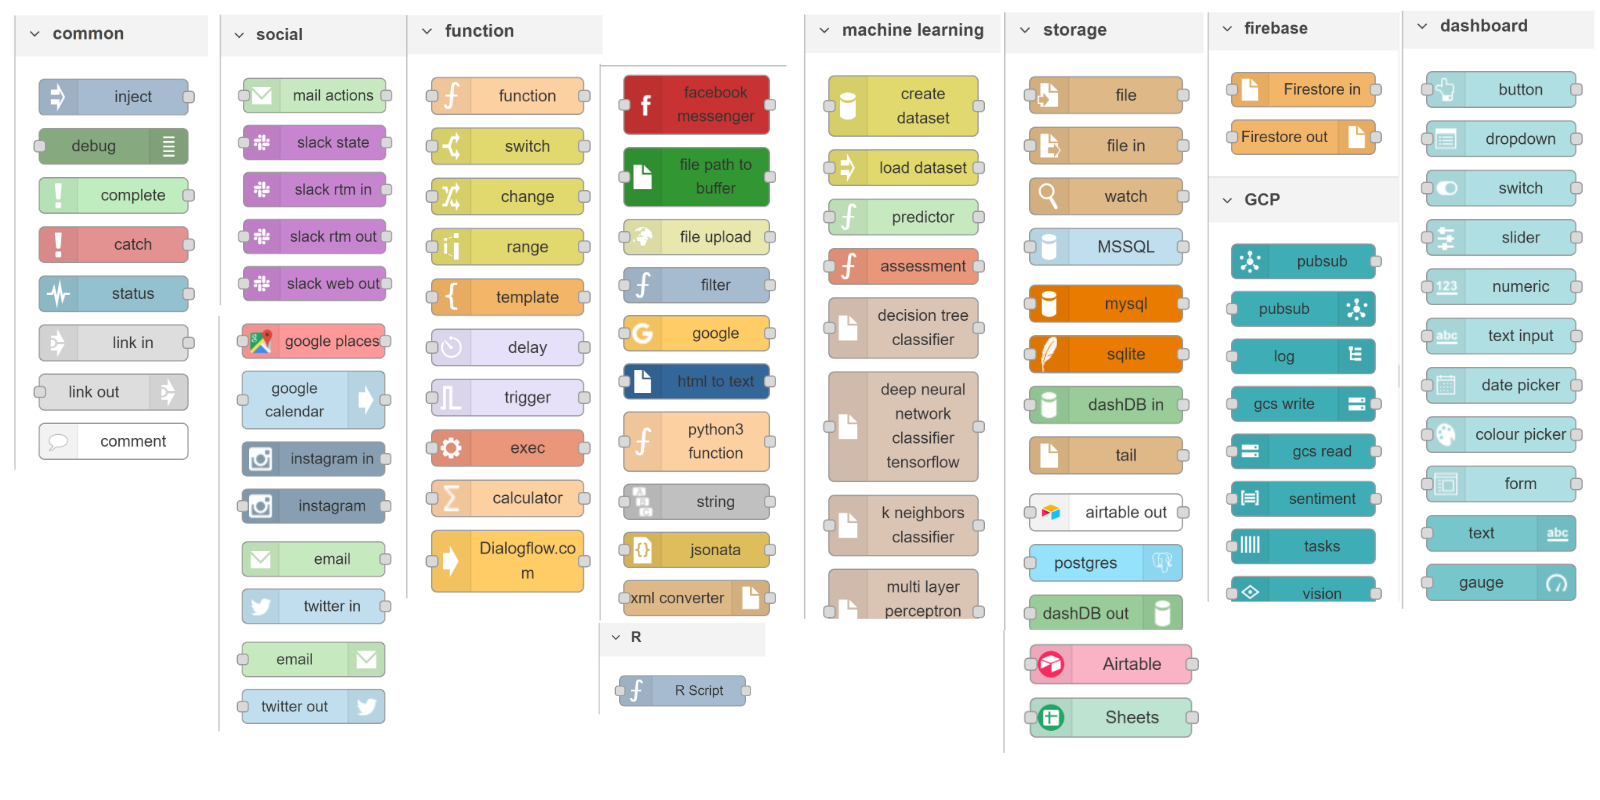 common
inject
debug
complete
catch
status
link in
link out
comment
social
mail actions
slack state
slack rtm in
slack rtm out
slack web out
google places
google
calendar
instagram in
instagram
email
twitter in
email
twitter out
function
function
switch
change
range
template
delay
trigger
exec
calculator
Dialogflow.co
m
facebook
messenger
file path to
buffer
file upload
filter
google
html to text
python3
function
string
jsonata
xml converter
R
R Script
machine learning
create
dataset
load dataset
predictor
assessment
decision tree
classifier
deep neural
network
classifier
tensorflow
k neighbors
classifier
multi layer
perceptron
storage
file
file in
watch
MSSQL
mysql
sqlite
dashDB in
tail
airtable out
postgres
dashDB out
Airtable
Sheets
firebase
Firestore in
Firestore out
GCP
pubsub
pubsub
log
gcs write
gcs read
sentiment
tasks
vision
dashboard
button
dropdown
switch
slider
123 numeric
abc text input
date picker
colour picker
form
text abc
gauge